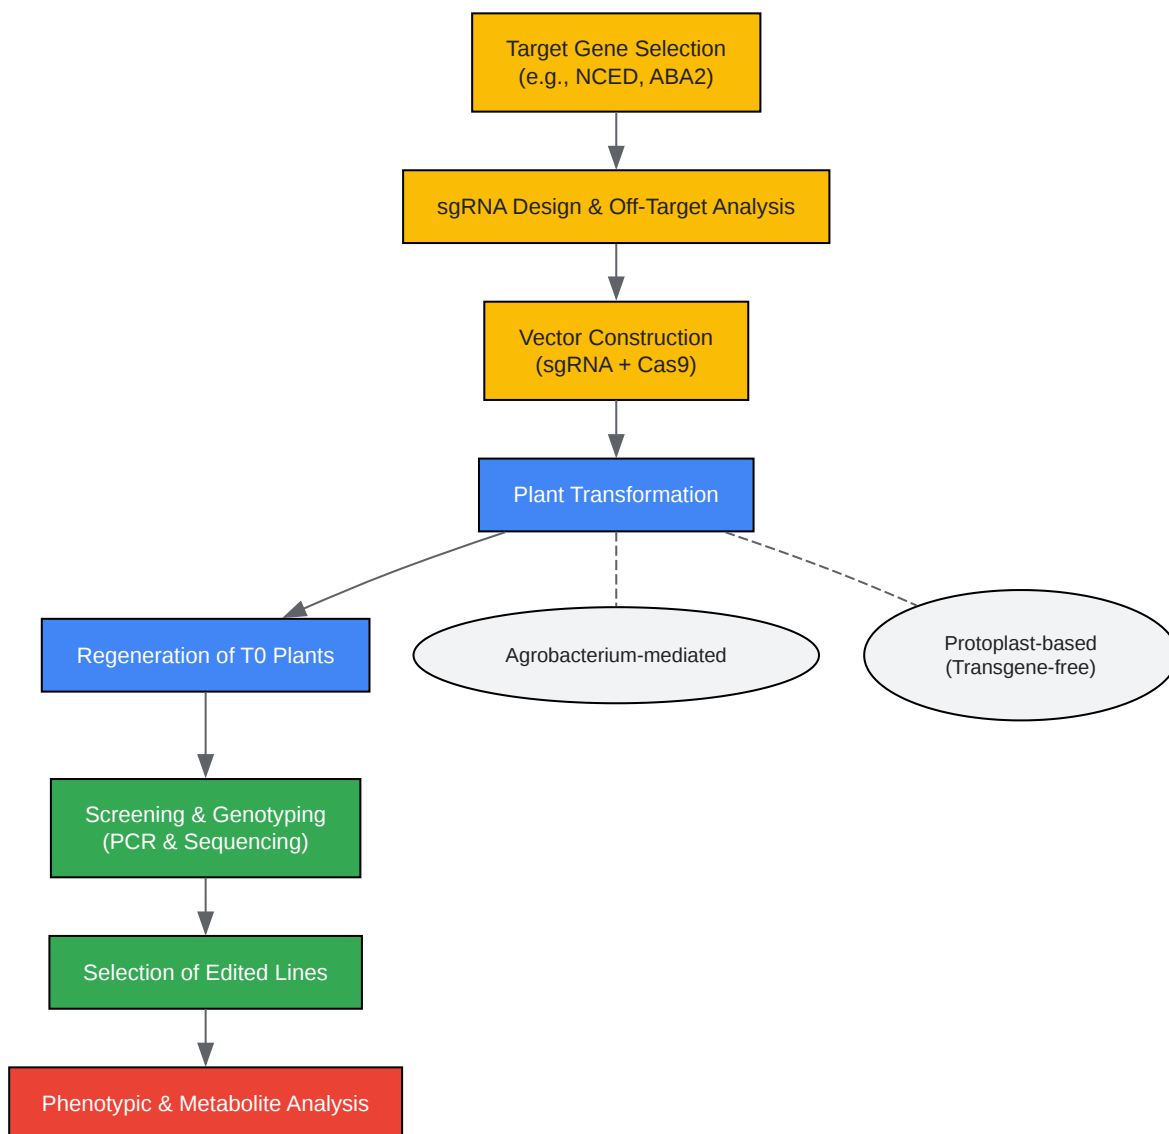 Target Gene Selection
(e.g., NCED, ABA2)
sgRNA Design & Off-Target Analysis
Vector Construction
(sgRNA + Cas9)
Plant Transformation
Regeneration of T0 Plants
Agrobacterium-mediated
Protoplast-based
(Transgene-free)
Screening & Genotyping
(PCR & Sequencing)
Selection of Edited Lines
Phenotypic & Metabolite Analysis